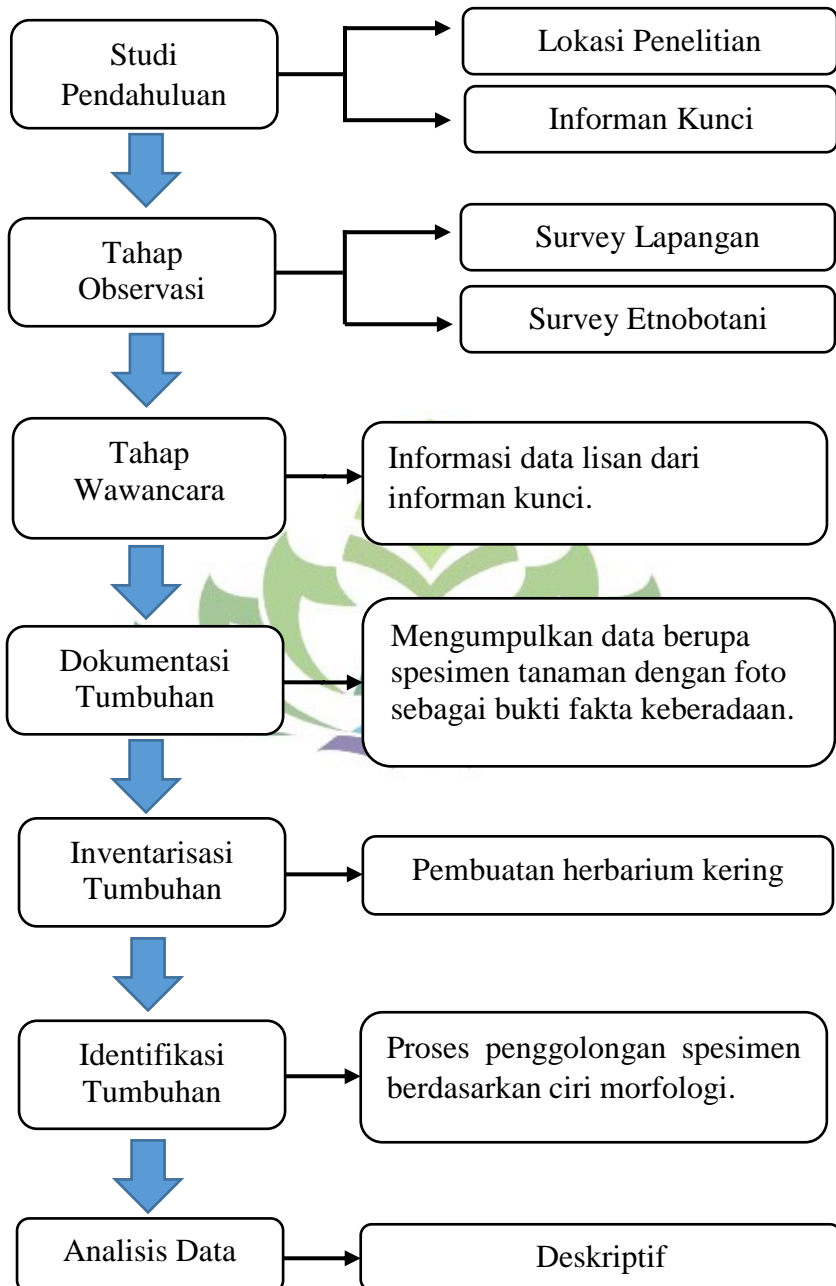 Studi
Pendahuluan
Lokasi Penelitian
Informan Kunci
Tahap
Observasi
Survey Lapangan
Survey Etnobotani
Tahap
Wawancara
Informasi data lisan dari
informan kunci.
Dokumentasi
Tumbuhan
Mengumpulkan data berupa
spesimen tanaman dengan foto
sebagai bukti fakta keberadaan.
Inventarisasi
Tumbuhan
Pembuatan herbarium kering
Identifikasi
Tumbuhan
Proses penggolongan spesimen
berdasarkan ciri morfologi.
Analisis Data
Deskriptif